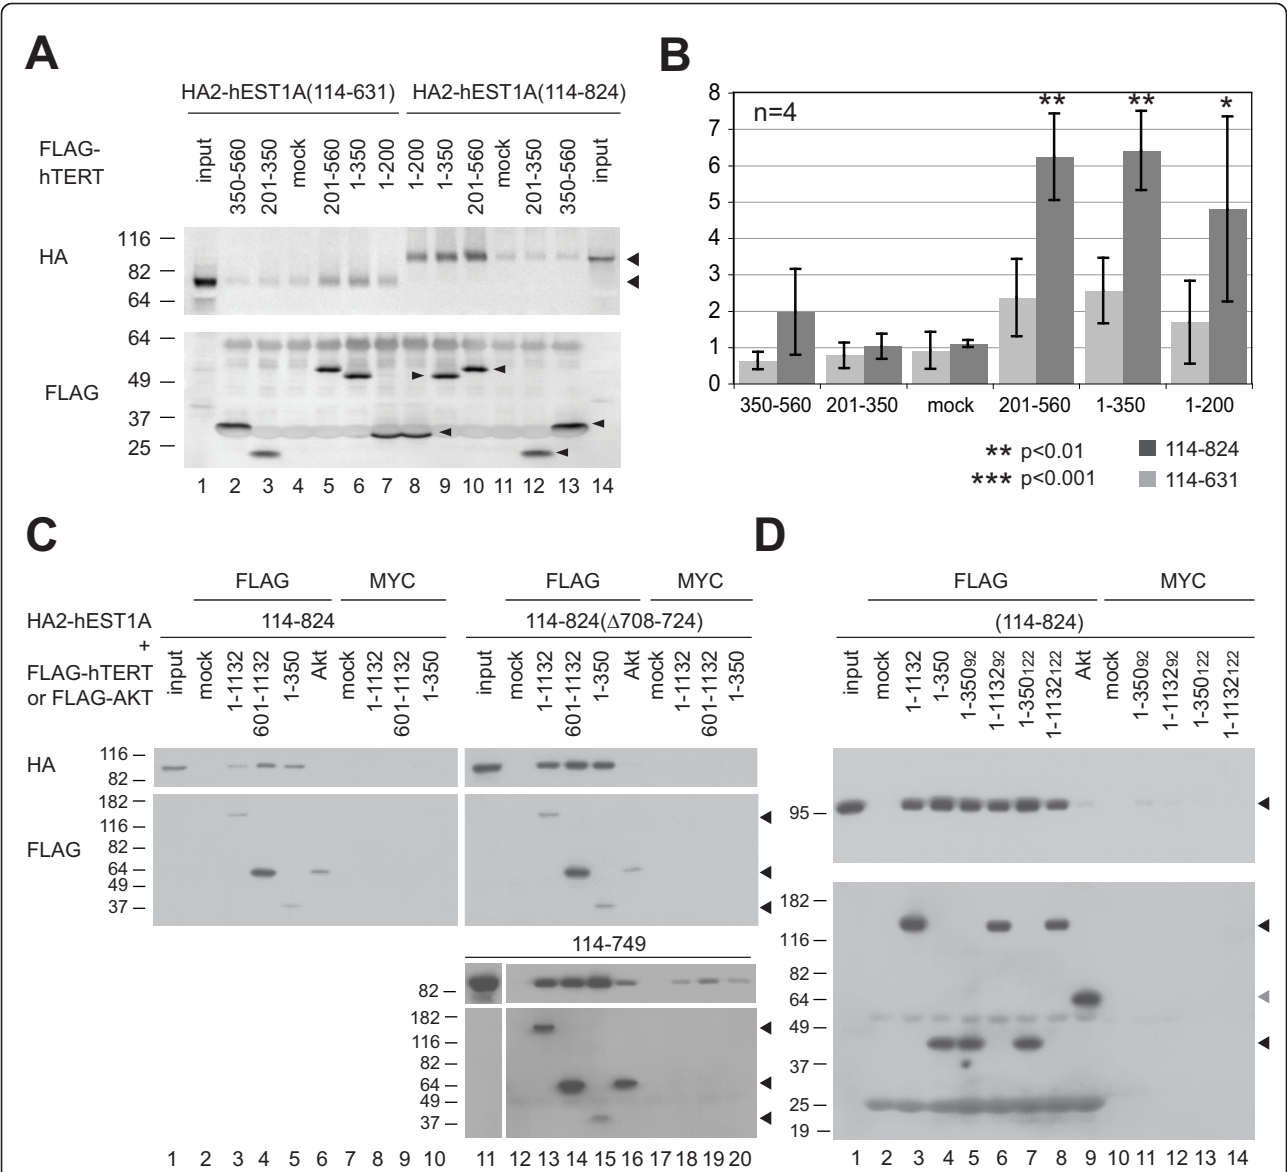 A
HA2-hEST1A(114-631) HA2-hEST1A(114-824)
FLAG-hTERT
input 350-560 201-350 mock 201-560 1-350 1-200 1-200 1-350 201-560 mock 201-350 350-560 input
HA
116
82
64
FLAG
64
49
37
25
1 2 3 4 5 6 7 8 9 10 11 12 13 14
B
n=4
8
7
6
5
4
3
2
1
0
** ** *
350-560 201-350 mock 201-560 1-350 1-200
** p<0.01
*** p<0.001
114-824
114-631
C
FLAG MYC FLAG MYC
HA2-hEST1A 114-824 114-824(Δ708-724)
+
FLAG-hTERT
or FLAG-AKT
input mock 1-1132 601-1132 1-350 Akt mock 1-1132 601-1132 1-350
input mock 1-1132 601-1132 1-350 Akt mock 1-1132 601-1132 1-350
HA
116
82
FLAG
182
116
82
64
49
37
114-749
82
182
116
82
64
49
37
1 2 3 4 5 6 7 8 9 10 11 12 13 14 15 16 17 18 19 20
D
FLAG MYC
(114-824)
input mock 1-1132 1-350 1-35092 1-113292 1-350122 1-1132122 Akt mock 1-35092 1-113292 1-350122 1-1132122
95
182
116
82
64
49
37
25
19
1 2 3 4 5 6 7 8 9 10 11 12 13 14